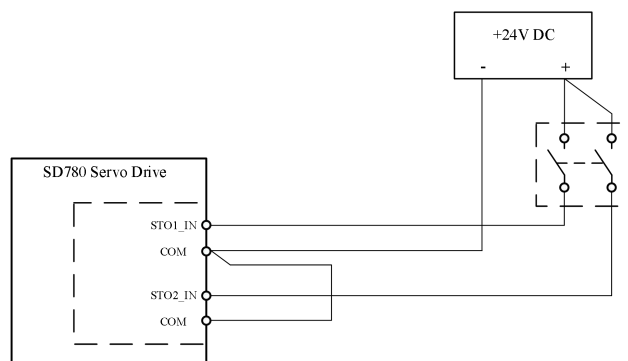 +24V DC
- +
SD780 Servo Drive
STO1_IN
COM
STO2_IN
COM